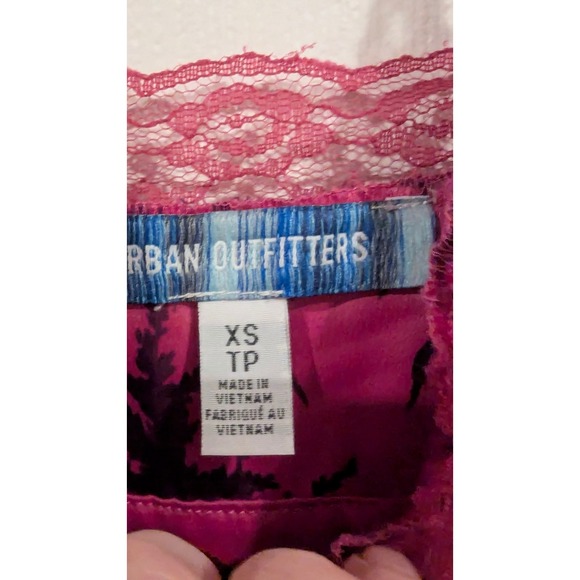 RBAN OUTFITTERS
XS
TP
MADE IN
VIETNAM
FABRIQUÉ AU
VIETNAM